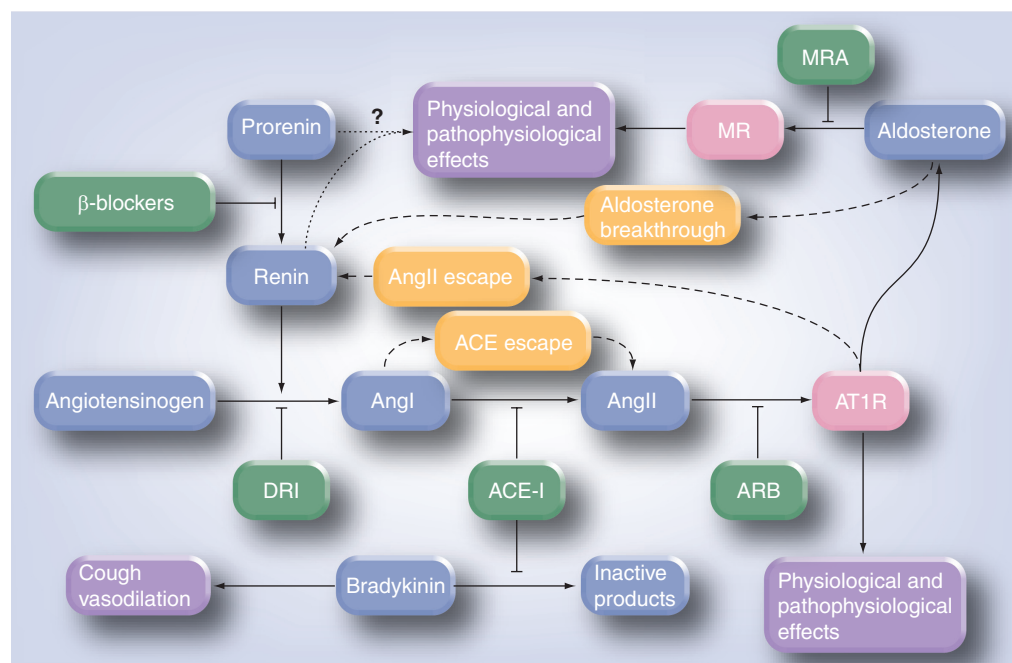 MRA
Physiological and
pathophysiological
effects
?
Prorenin
MR
Aldosterone
β-blockers
Aldosterone
breakthrough
Renin
AngII escape
ACE escape
Angiotensinogen
AngI
AngII
AT1R
DRI
ACE-I
ARB
Cough
vasodilation
Bradykinin
Inactive
products
Physiological and
pathophysiological
effects